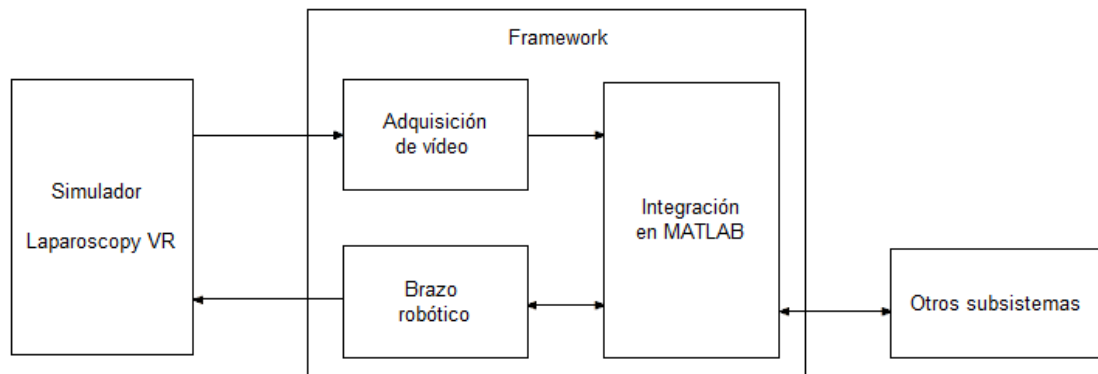 Framework
Simulador
Laparoscopy VR
Adquisición
de vídeo
Brazo
robótico
Integración
en MATLAB
Otros subsistemas